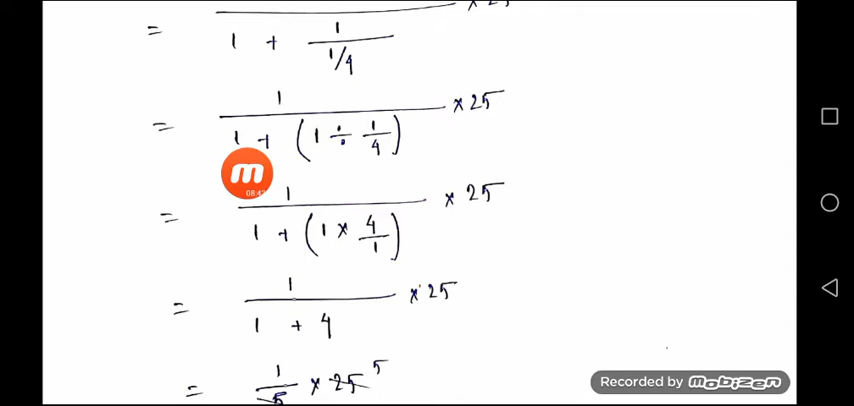 × 25
= 1 + 1/(1/4)
= 1/(1 + (1 ÷ 1/4)) × 25
m
08:42
= 1/(1 + (1 × 4/1)) × 25
= 1/(1 + 4) × 25
= 1/5 × 25 5
Recorded by mobizen